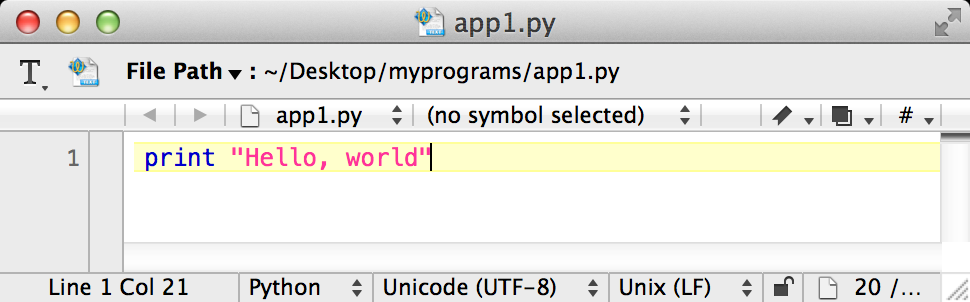 app1.py
T File Path : ~/Desktop/myprograms/app1.py
app1.py (no symbol selected) #
1 print "Hello, world"
Line 1 Col 21 Python Unicode (UTF-8) Unix (LF) 20 /...